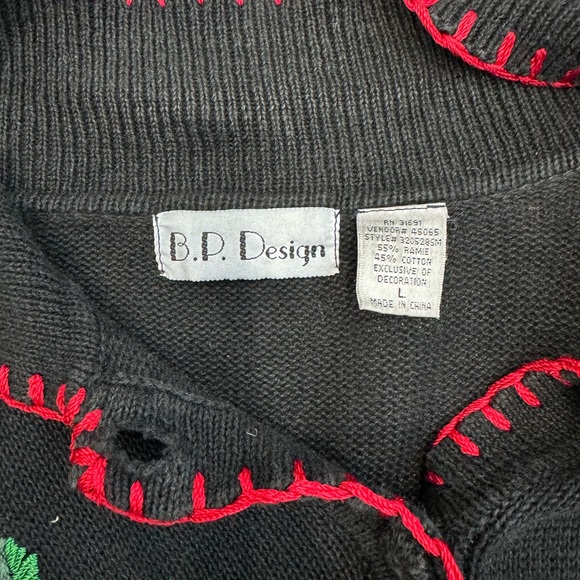 B.P. Design
RN 31691
VENDOR# 45065
STYLE# 3205285M
55% RAMIE
45% COTTON
EXCLUSIVE OF
DECORATION
L
MADE IN CHINA